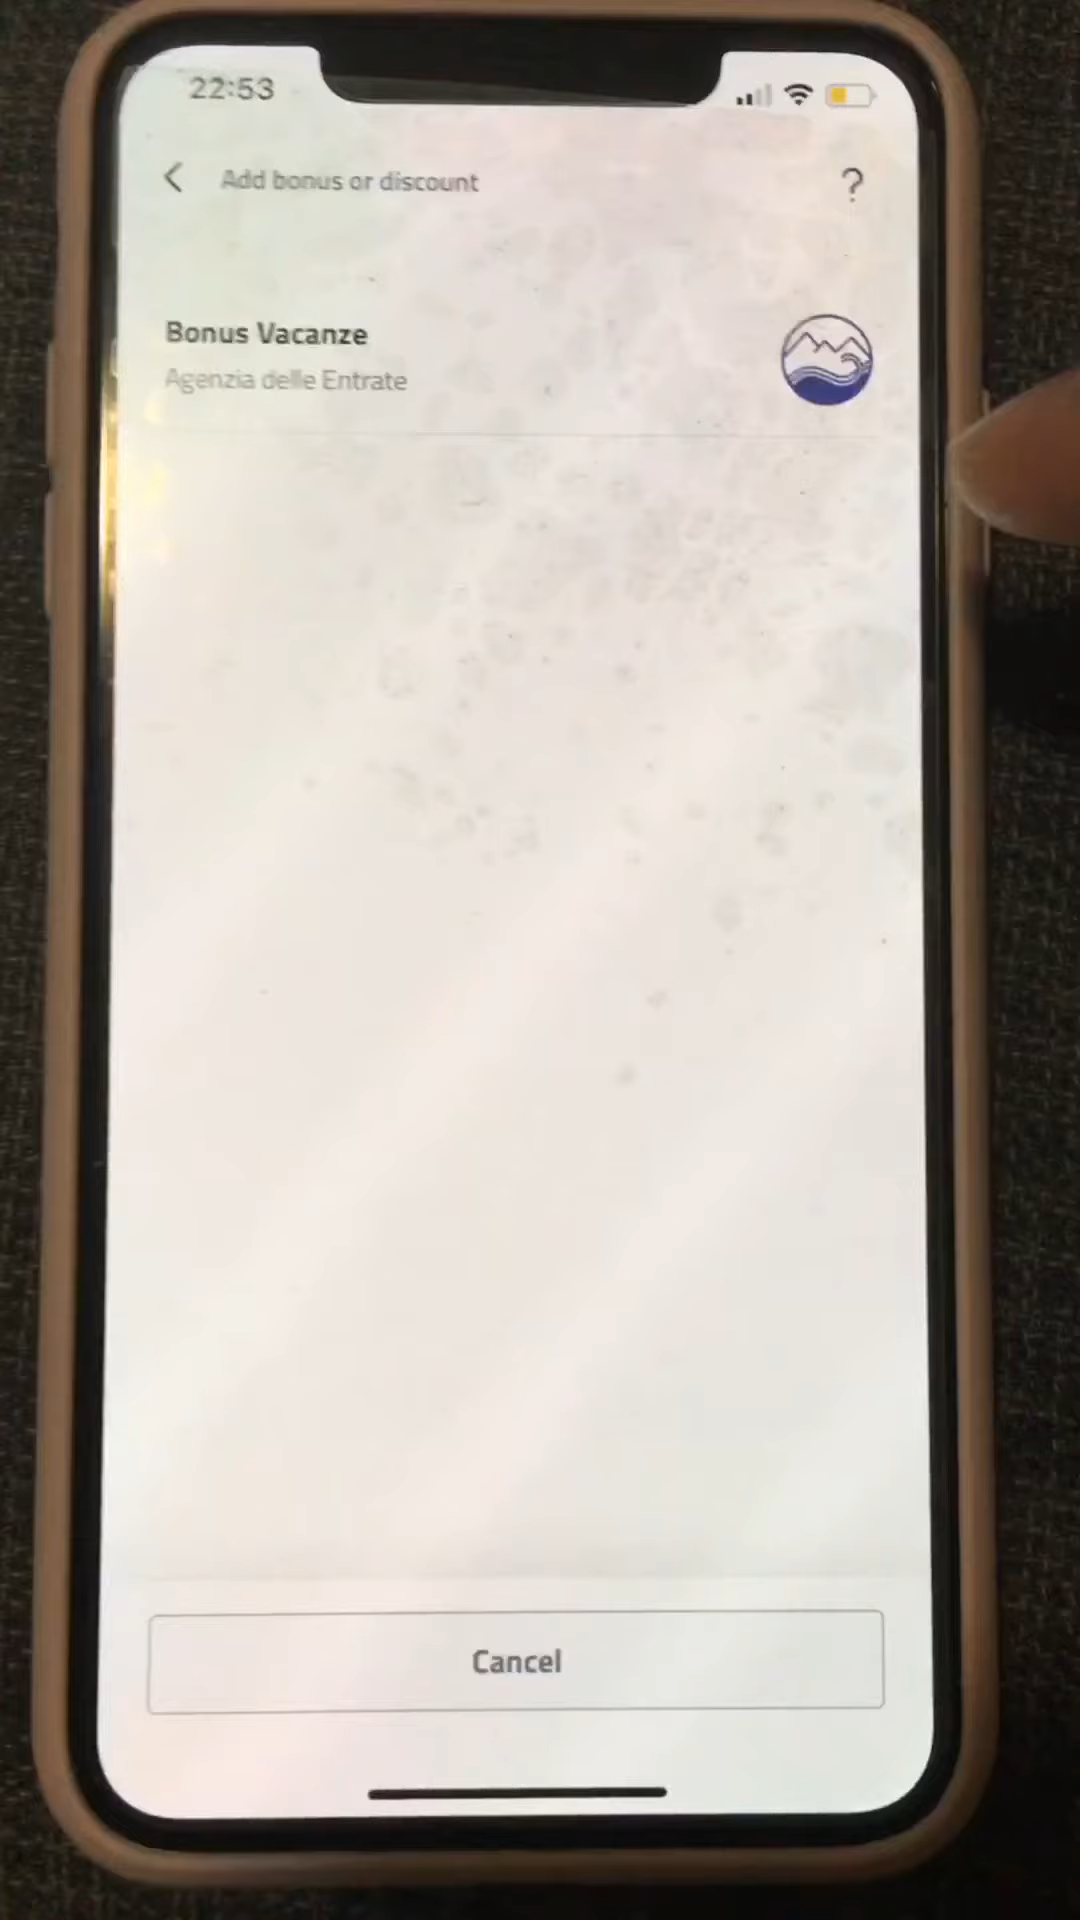 22:53
Add bonus or discount
?
Bonus Vacanze
Agenzia delle Entrate
Cancel